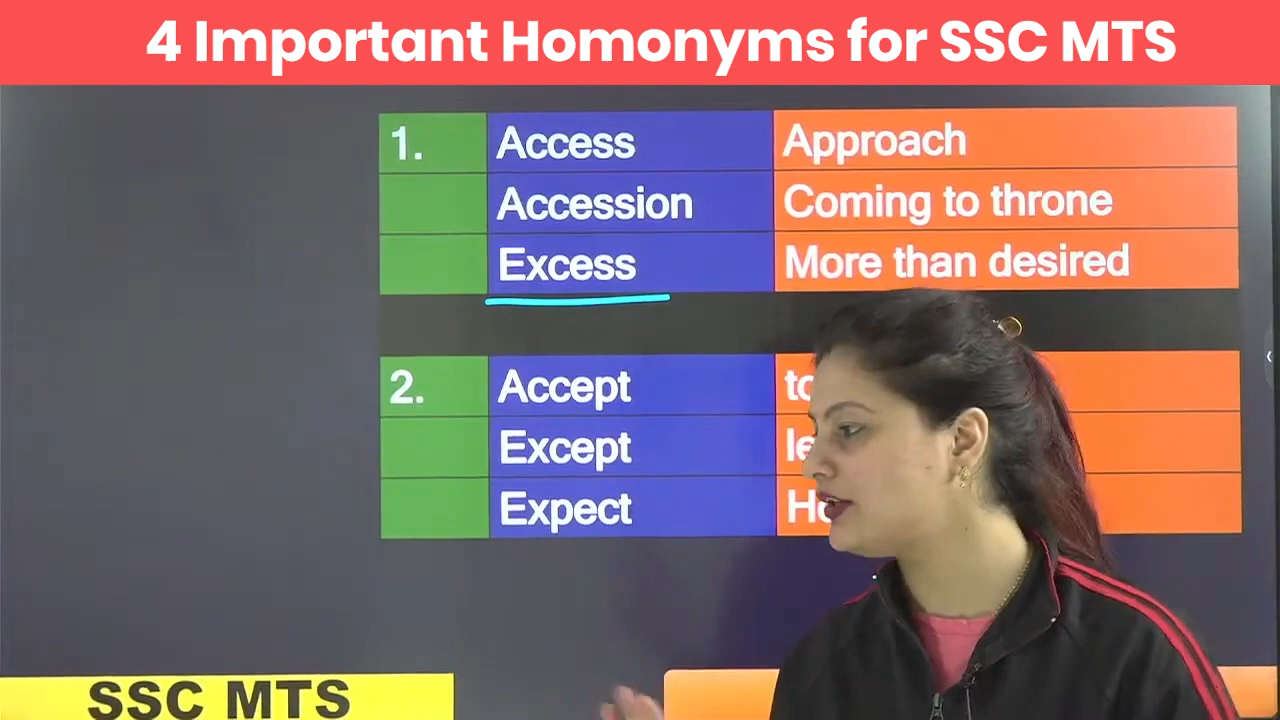 4 Important Homonyms for SSC MTS
1. Access Approach
Accession Coming to throne
Excess More than desired
2. Accept
Except
Expect
SSC MTS